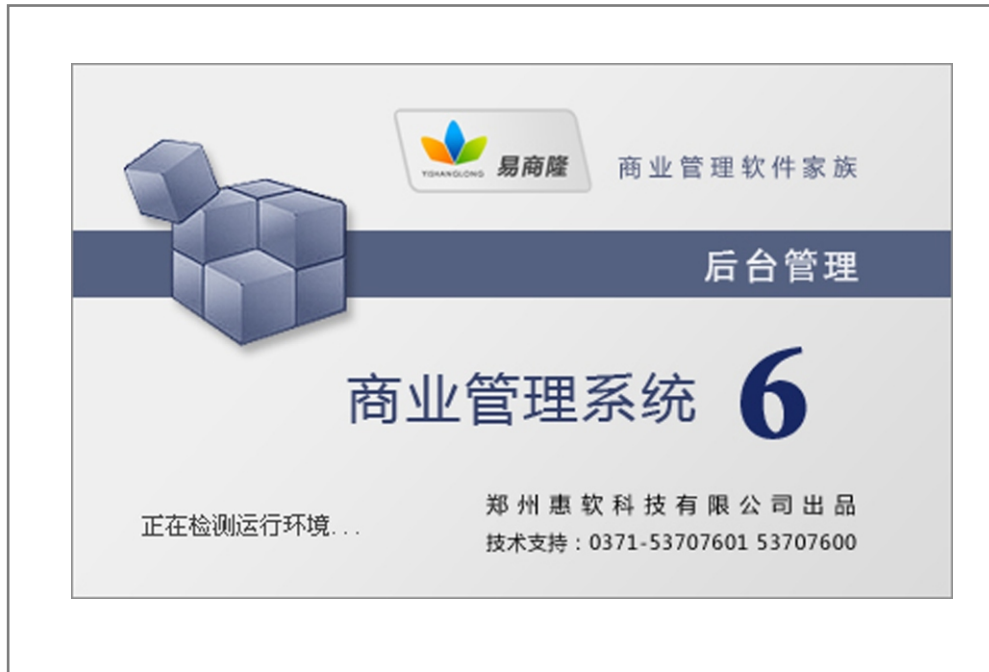 易商隆
YISHANGLONG
商业管理软件家族
后台管理
商业管理系统 6
正在检测运行环境...
郑州惠软科技有限公司出品
技术支持：0371-53707601 53707600